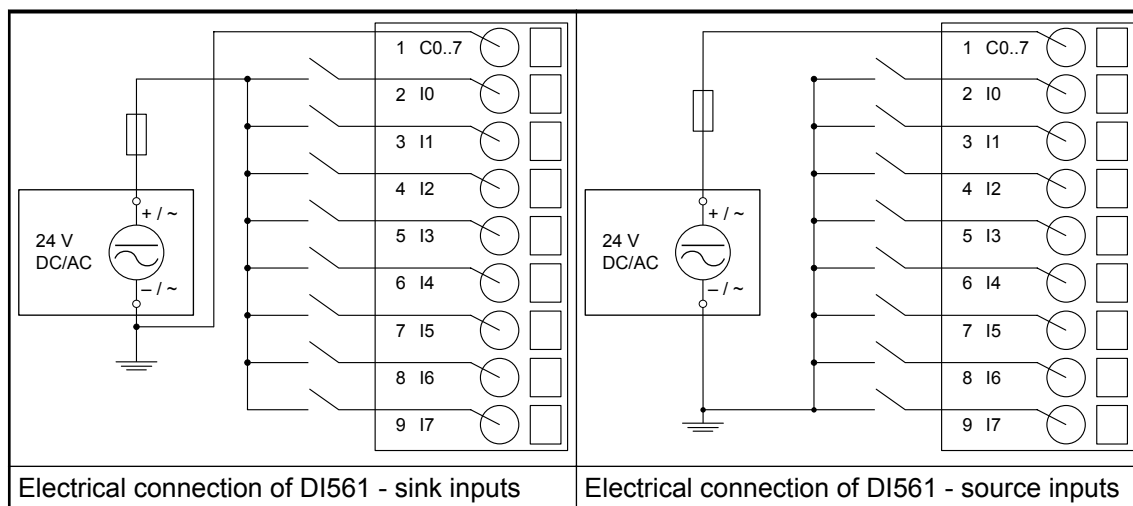 1 C0..7
2 I0
3 I1
4 I2
5 I3
6 I4
7 I5
8 I6
9 I7
+ / ~
24 V
DC/AC
– / ~
Electrical connection of DI561 - sink inputs
1 C0..7
2 I0
3 I1
4 I2
5 I3
6 I4
7 I5
8 I6
9 I7
+ / ~
24 V
DC/AC
– / ~
Electrical connection of DI561 - source inputs